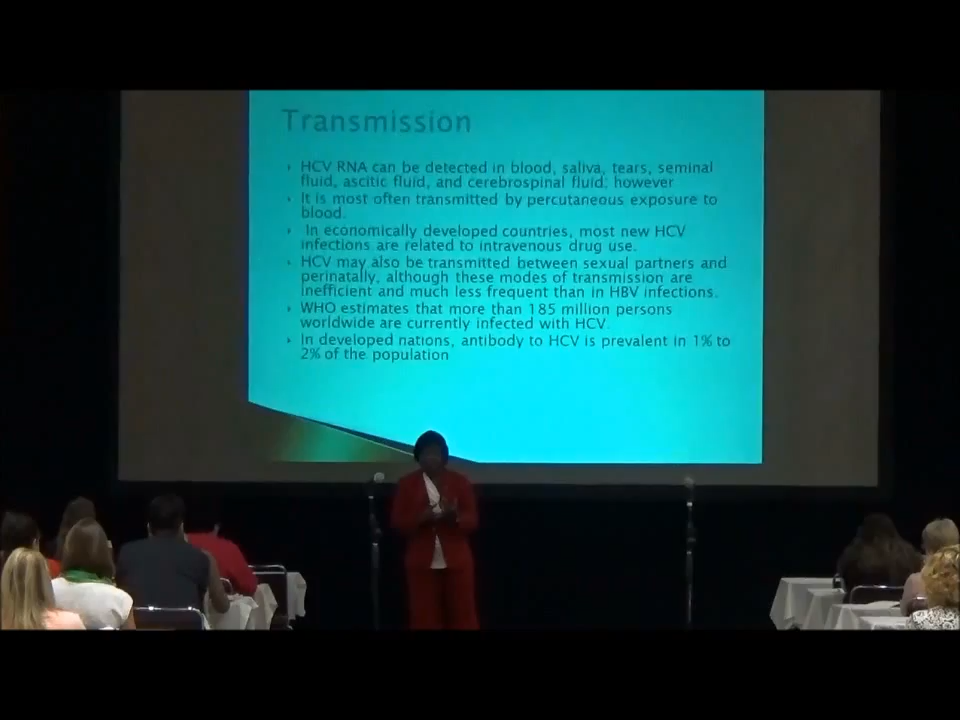 Transmission
HCV RNA can be detected in blood, saliva, tears, seminal
fluid, ascitic fluid, and cerebrospinal fluid; however
It is most often transmitted by percutaneous exposure to
blood.
In economically developed countries, most new HCV
infections are related to intravenous drug use.
HCV may also be transmitted between sexual partners and
perinatally, although these modes of transmission are
inefficient and much less frequent than in HBV infections.
WHO estimates that more than 185 million persons
worldwide are currently infected with HCV.
In developed nations, antibody to HCV is prevalent in 1% to
2% of the population